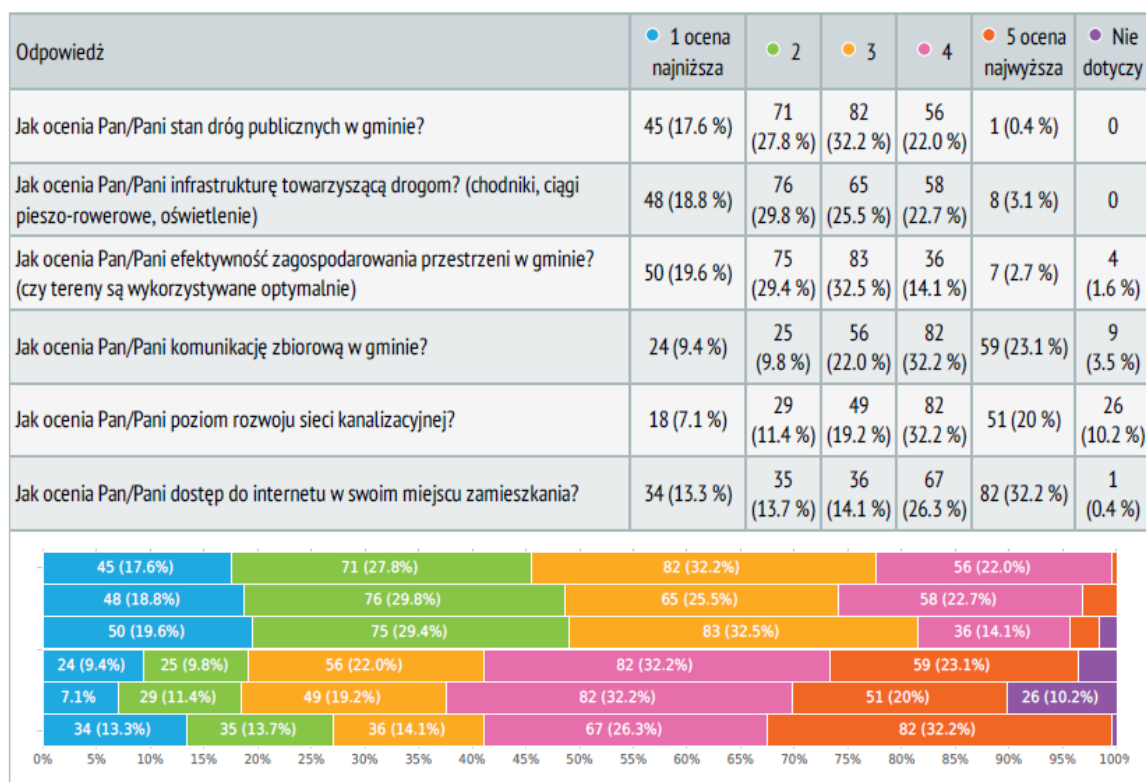 Odpowiedź
1 ocena
najniższa
2
3
4
5 ocena
najwyższa
Nie
dotyczy
Jak ocenia Pan/Pani stan dróg publicznych w gminie?
45 (17.6 %)
71
(27.8 %)
82
(32.2 %)
56
(22.0 %)
1 (0.4 %)
0
Jak ocenia Pan/Pani infrastrukturę towarzyszącą drogom? (chodniki, ciągi
pieszo-rowerowe, oświetlenie)
48 (18.8 %)
76
(29.8 %)
65
(25.5 %)
58
(22.7 %)
8 (3.1 %)
0
Jak ocenia Pan/Pani efektywność zagospodarowania przestrzeni w gminie?
(czy tereny są wykorzystywane optymalnie)
50 (19.6 %)
75
(29.4 %)
83
(32.5 %)
36
(14.1 %)
7 (2.7 %)
4
(1.6 %)
Jak ocenia Pan/Pani komunikację zbiorową w gminie?
24 (9.4 %)
25
(9.8 %)
56
(22.0 %)
82
(32.2 %)
59 (23.1 %)
9
(3.5 %)
Jak ocenia Pan/Pani poziom rozwoju sieci kanalizacyjnej?
18 (7.1 %)
29
(11.4 %)
49
(19.2 %)
82
(32.2 %)
51 (20 %)
26
(10.2 %)
Jak ocenia Pan/Pani dostęp do internetu w swoim miejscu zamieszkania?
34 (13.3 %)
35
(13.7 %)
36
(14.1 %)
67
(26.3 %)
82 (32.2 %)
1
(0.4 %)
45 (17.6%) 71 (27.8%) 82 (32.2%) 56 (22.0%)
48 (18.8%) 76 (29.8%) 65 (25.5%) 58 (22.7%)
50 (19.6%) 75 (29.4%) 83 (32.5%) 36 (14.1%)
24 (9.4%) 25 (9.8%) 56 (22.0%) 82 (32.2%) 59 (23.1%)
7.1% 29 (11.4%) 49 (19.2%) 82 (32.2%) 51 (20%) 26 (10.2%)
34 (13.3%) 35 (13.7%) 36 (14.1%) 67 (26.3%) 82 (32.2%)
0% 5% 10% 15% 20% 25% 30% 35% 40% 45% 50% 55% 60% 65% 70% 75% 80% 85% 90% 95% 100%